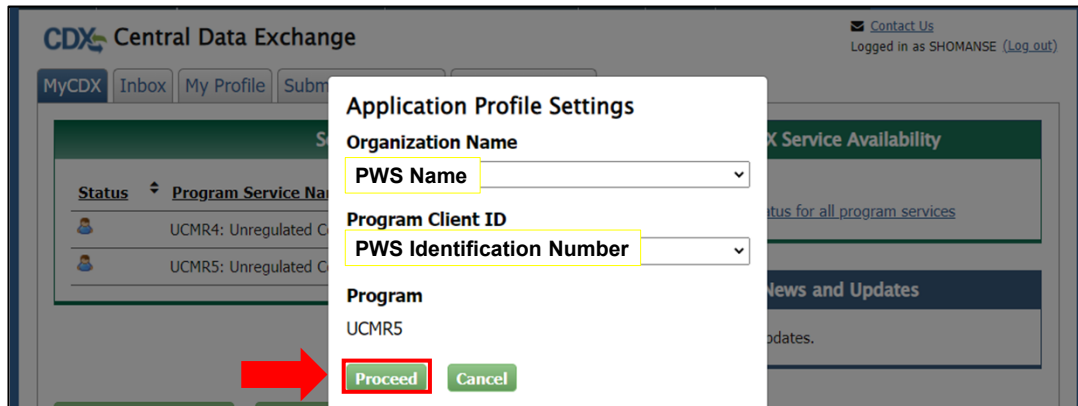 CDX Central Data Exchange
Contact Us
Logged in as SHOMANSE (Log out)
MyCDX Inbox My Profile Subm
Application Profile Settings
Organization Name
PWS Name
Program Client ID
PWS Identification Number
Program
UCMR5
Proceed Cancel
S
Status Program Service Na
UCMR4: Unregulated C
UCMR5: Unregulated C
X Service Availability
atus for all program services
News and Updates
pdates.